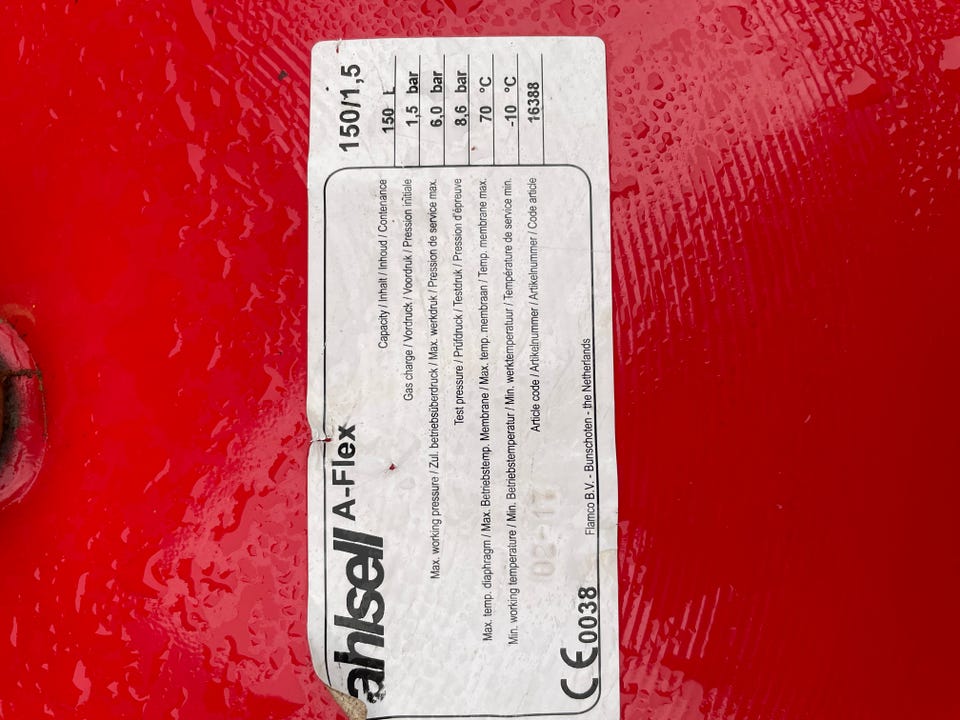 ahlsell A-Flex 150/1,5
Capacity / Inhalt / Inhoud / Contenance 150 L
Gas charge / Vordruck / Voordruk / Pression initiale 1,5 bar
Max. working pressure / Zul. betriebsüberdruck / Max. werkdruk / Pression de service max. 6,0 bar
Test pressure / Prüfdruck / Testdruk / Pression d'épreuve 8,6 bar
Max. temp. diaphragm / Max. Betriebstemp. Membrane / Max. temp. membraan / Temp. membrane max. 70 °C
Min. working temperature / Min. Betriebstemperatur / Min. werktemperatuur / Température de service min. -10 °C
Article code / Artikelnummer / Artikelnummer / Code article 16388
CE0038 Flamco B.V. - Bunschoten - the Netherlands